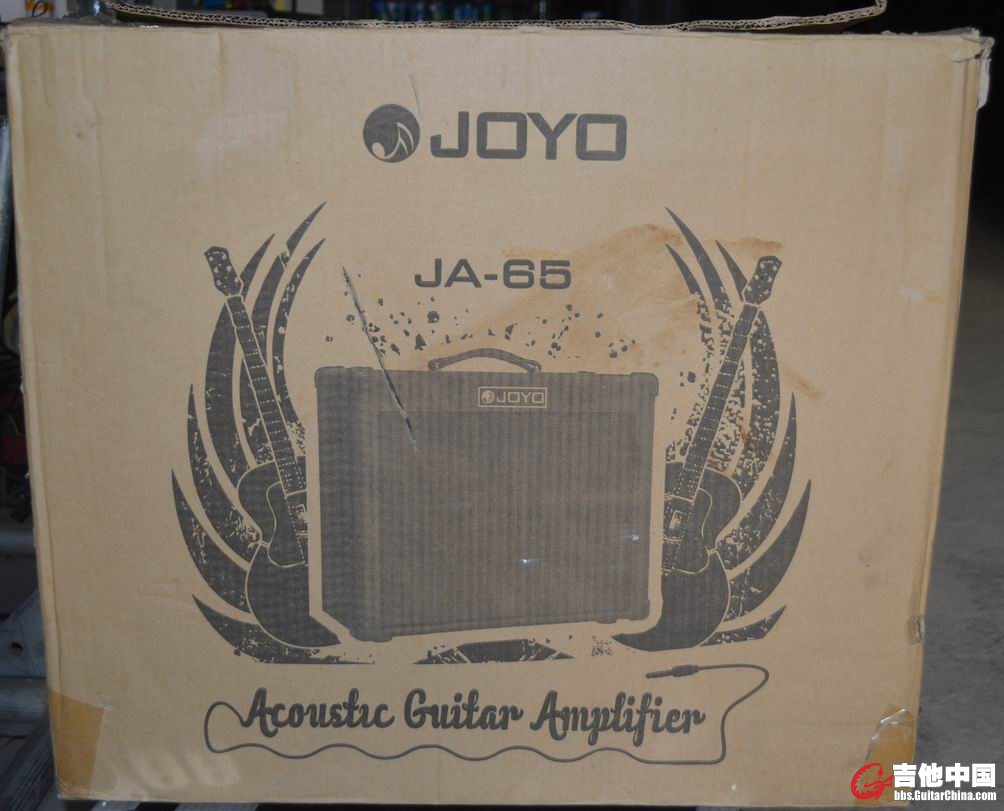 JOYO
JA-65
JOYO
Acoustic Guitar Amplifier
吉他中国
bbs.GuitarChina.com